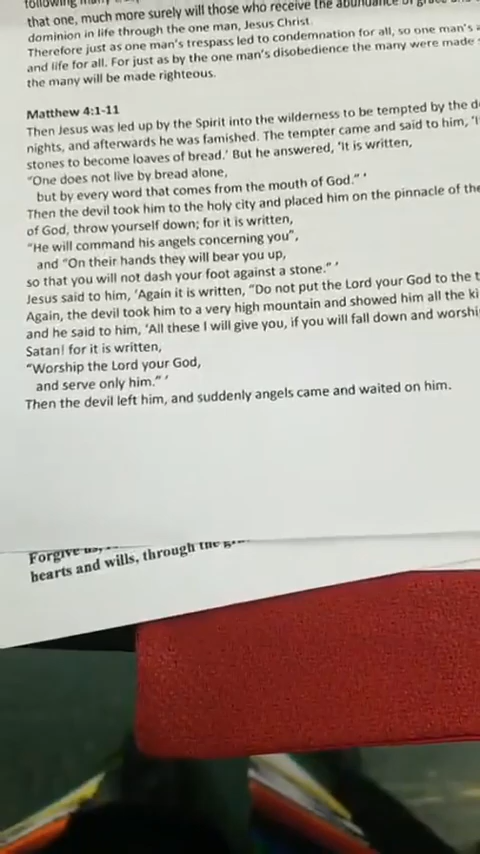 following many
that one, much more surely will those who receive the abundance of grace
dominion in life through the one man, Jesus Christ.
Therefore just as one man's trespass led to condemnation for all, so one man's
and life for all. For just as by the one man's disobedience the many were made
the many will be made righteous.
Matthew 4:1-11
Then Jesus was led up by the Spirit into the wilderness to be tempted by the
nights, and afterwards he was famished. The tempter came and said to him,
stones to become loaves of bread.' But he answered, 'It is written,
"One does not live by bread alone,
but by every word that comes from the mouth of God." '
Then the devil took him to the holy city and placed him on the pinnacle of the
of God, throw yourself down; for it is written,
"He will command his angels concerning you",
and "On their hands they will bear you up,
so that you will not dash your foot against a stone." '
Jesus said to him, 'Again it is written, "Do not put the Lord your God to the
Again, the devil took him to a very high mountain and showed him all the
and he said to him, 'All these I will give you, if you will fall down and
Satan! for it is written,
"Worship the Lord your God,
and serve only him." '
Then the devil left him, and suddenly angels came and waited on him.
Forgive us,
hearts and wills, through the